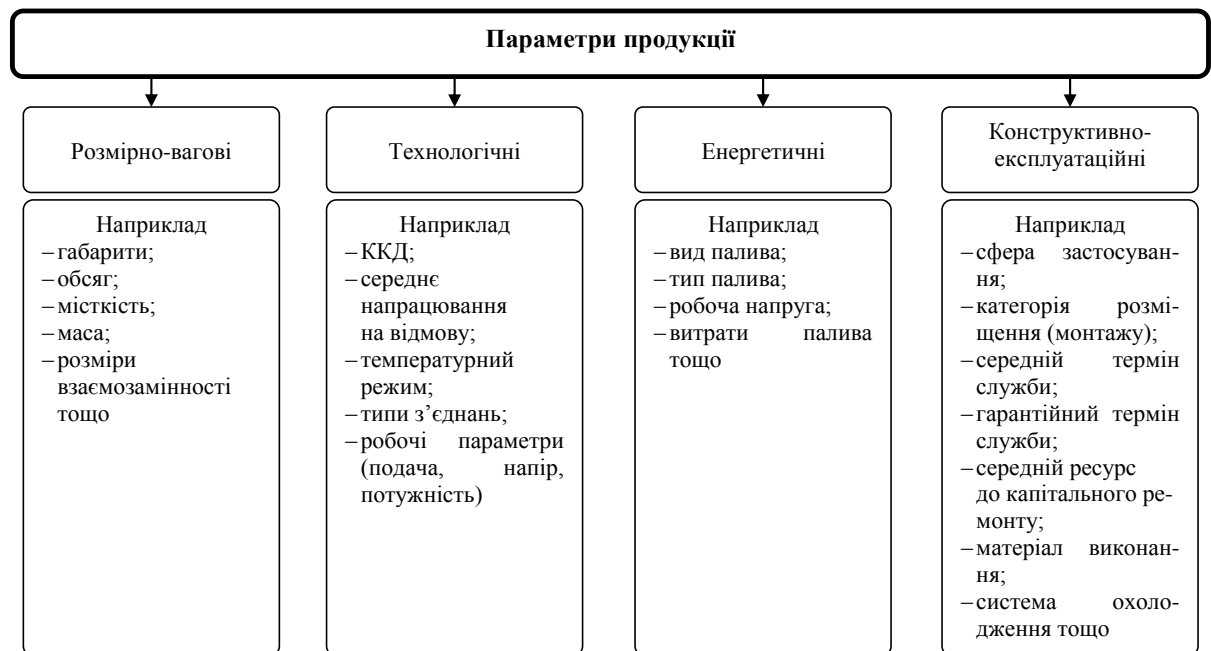 Параметри продукції
Розмірно-вагові
Технологічні
Енергетичні
Конструктивно-
експлуатаційні
Наприклад
–габарити;
–обсяг;
–місткість;
–маса;
–розміри
взаємозамінності
тощо
Наприклад
–ККД;
–середнє
напрацювання
на відмову;
–температурний
режим;
–типи з’єднань;
–робочі параметри
(подача, напір,
потужність)
Наприклад
–вид палива;
–тип палива;
–робоча напруга;
–витрати палива
тощо
Наприклад
–сфера застосуван-
ня;
–категорія розмі-
щення (монтажу);
–середній термін
служби;
–гарантійний термін
служби;
–середній ресурс
до капітального ре-
монту;
–матеріал виконан-
ня;
–система охоло-
дження тощо